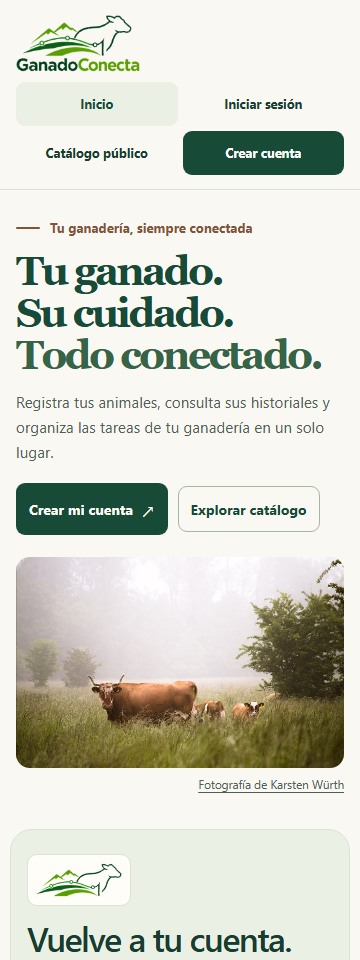 GanadoConecta
Inicio
Iniciar sesión
Catálogo público
Crear cuenta
Tu ganadería, siempre conectada
Tu ganado.
Su cuidado.
Todo conectado.
Registra tus animales, consulta sus historiales y
organiza las tareas de tu ganadería en un solo
lugar.
Crear mi cuenta ↗
Explorar catálogo
Fotografía de Karsten Würth
Vuelve a tu cuenta.